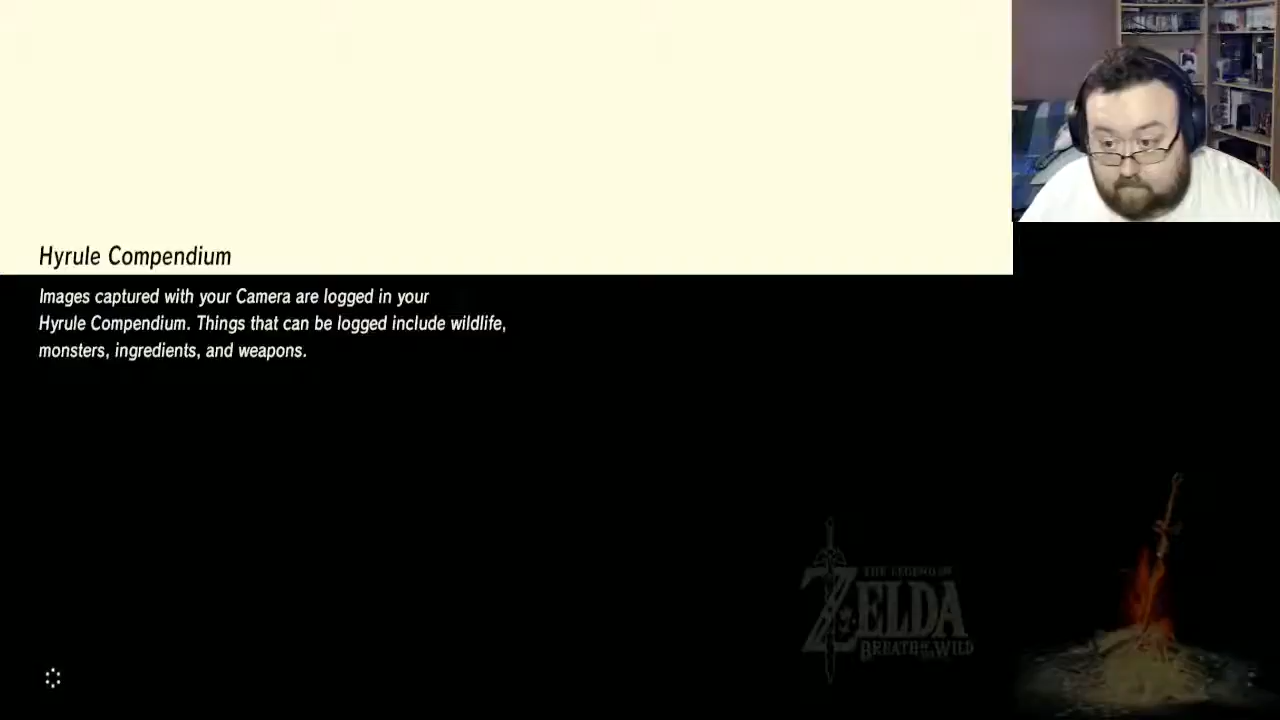 Hyrule Compendium
Images captured with your Camera are logged in your
Hyrule Compendium. Things that can be logged include wildlife,
monsters, ingredients, and weapons.
THE LEGEND OF
ZELDA
BREATH OF THE WILD